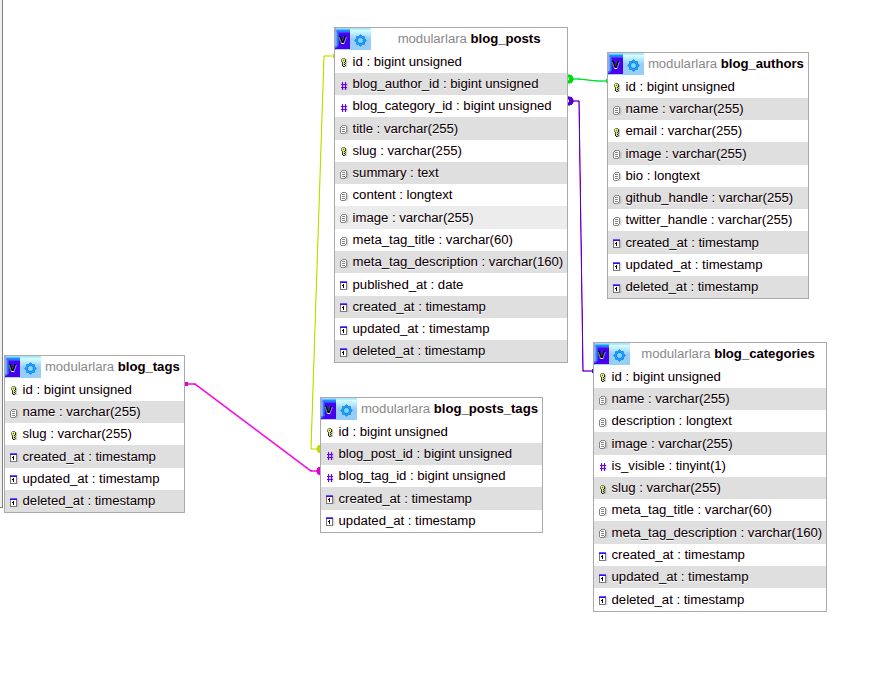 modularlara blog_posts
id : bigint unsigned
blog_author_id : bigint unsigned
blog_category_id : bigint unsigned
title : varchar(255)
slug : varchar(255)
summary : text
content : longtext
image : varchar(255)
meta_tag_title : varchar(60)
meta_tag_description : varchar(160)
published_at : date
created_at : timestamp
updated_at : timestamp
deleted_at : timestamp
modularlara blog_authors
id : bigint unsigned
name : varchar(255)
email : varchar(255)
image : varchar(255)
bio : longtext
github_handle : varchar(255)
twitter_handle : varchar(255)
created_at : timestamp
updated_at : timestamp
deleted_at : timestamp
modularlara blog_tags
id : bigint unsigned
name : varchar(255)
slug : varchar(255)
created_at : timestamp
updated_at : timestamp
deleted_at : timestamp
modularlara blog_posts_tags
id : bigint unsigned
blog_post_id : bigint unsigned
blog_tag_id : bigint unsigned
created_at : timestamp
updated_at : timestamp
modularlara blog_categories
id : bigint unsigned
name : varchar(255)
description : longtext
image : varchar(255)
is_visible : tinyint(1)
slug : varchar(255)
meta_tag_title : varchar(60)
meta_tag_description : varchar(160)
created_at : timestamp
updated_at : timestamp
deleted_at : timestamp